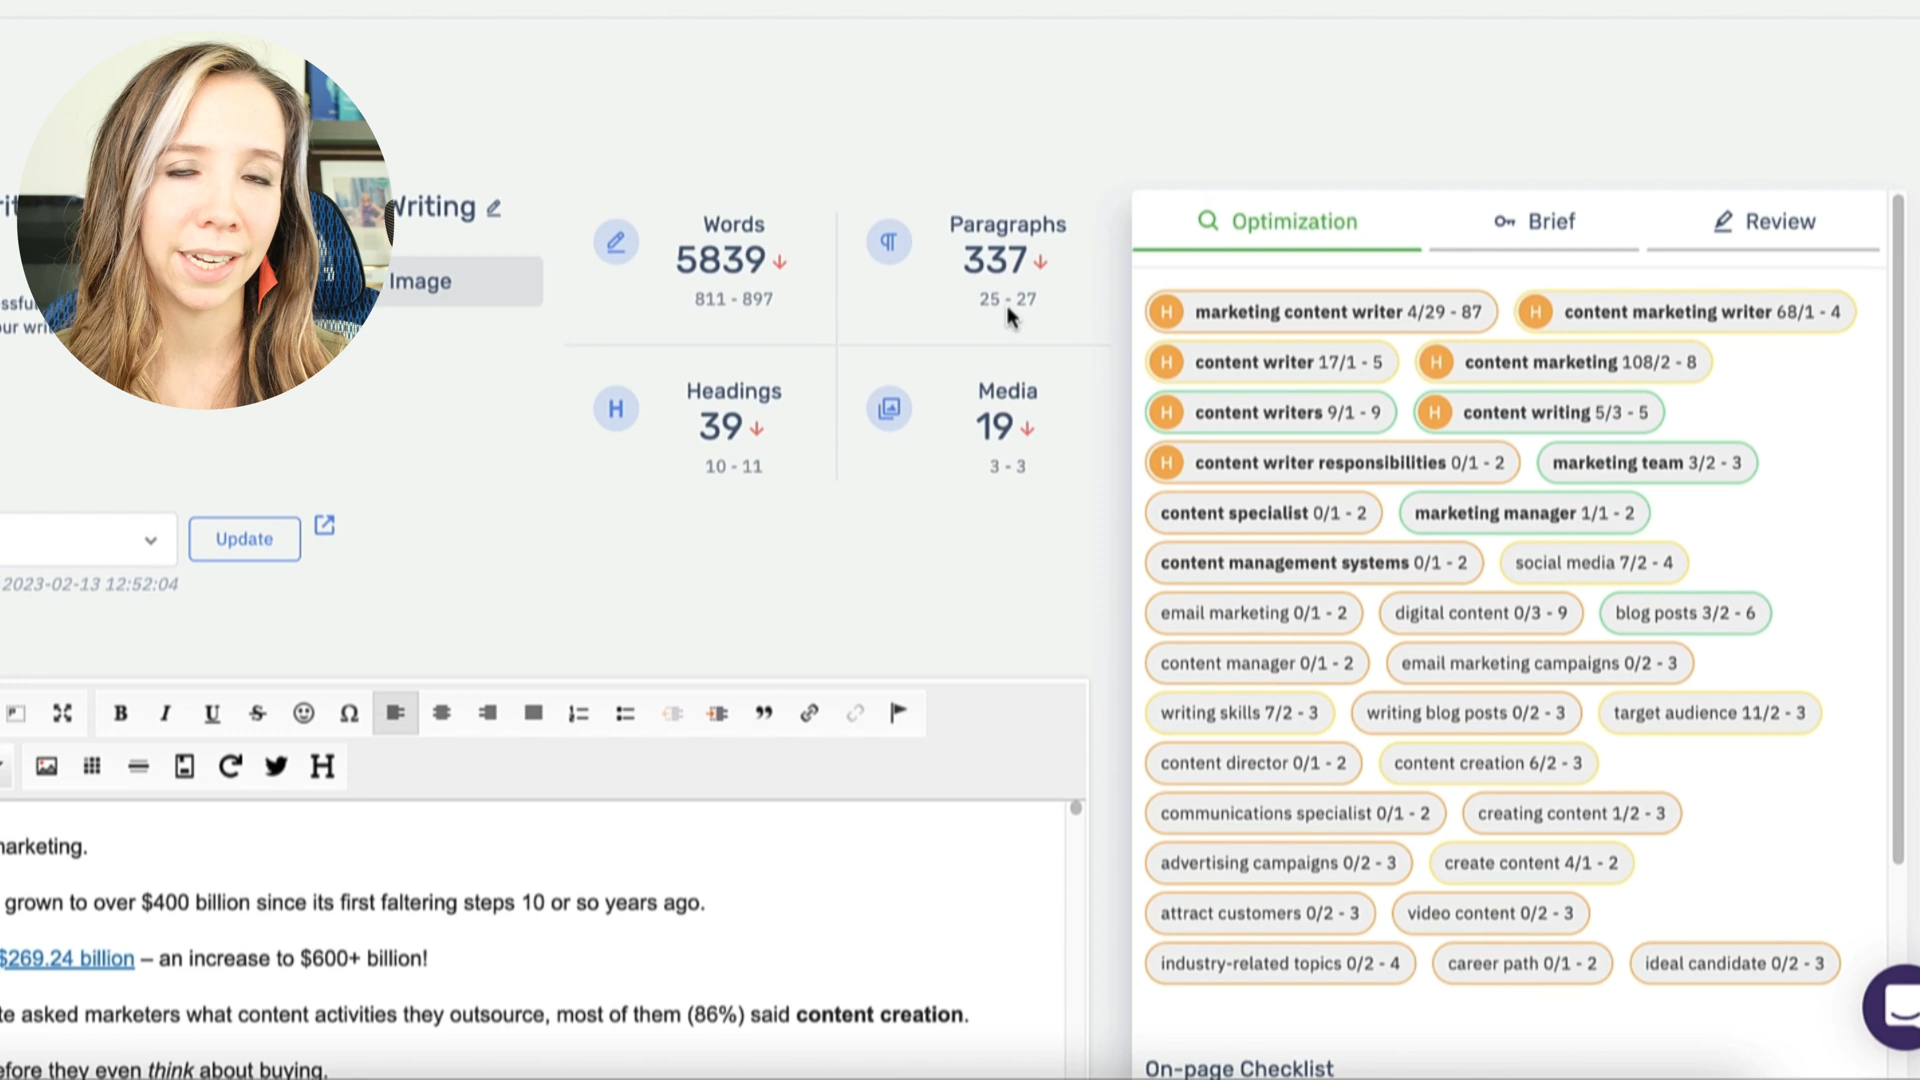 Writing
Image
Words
5839
811 - 897
Paragraphs
337
25 - 27
Headings
39
10 - 11
Media
19
3 - 3
Update
2023-02-13 12:52:04
B I U S Ω
H
marketing.
grown to over $400 billion since its first faltering steps 10 or so years ago.
$269.24 billion – an increase to $600+ billion!
te asked marketers what content activities they outsource, most of them (86%) said content creation.
efore they even think about buying.
Optimization Brief Review
H marketing content writer 4/29 - 87 H content marketing writer 68/1 - 4
H content writer 17/1 - 5 H content marketing 108/2 - 8
H content writers 9/1 - 9 H content writing 5/3 - 5
H content writer responsibilities 0/1 - 2 marketing team 3/2 - 3
content specialist 0/1 - 2 marketing manager 1/1 - 2
content management systems 0/1 - 2 social media 7/2 - 4
email marketing 0/1 - 2 digital content 0/3 - 9 blog posts 3/2 - 6
content manager 0/1 - 2 email marketing campaigns 0/2 - 3
writing skills 7/2 - 3 writing blog posts 0/2 - 3 target audience 11/2 - 3
content director 0/1 - 2 content creation 6/2 - 3
communications specialist 0/1 - 2 creating content 1/2 - 3
advertising campaigns 0/2 - 3 create content 4/1 - 2
attract customers 0/2 - 3 video content 0/2 - 3
industry-related topics 0/2 - 4 career path 0/1 - 2 ideal candidate 0/2 - 3
On-page Checklist